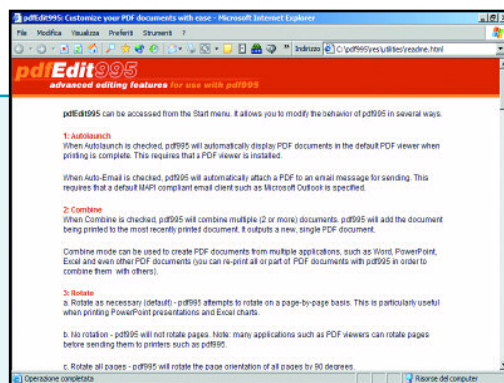 pdfEdit995: Customize your PDF documents with ease - Microsoft Internet Explorer
File Modifica Visualizza Preferiti Strumenti ?
Indirizzo C:\pdf995\res\utilities\readme.html
pdfEdit995
advanced editing features for use with pdf995
pdfEdit995 can be accessed from the Start menu. It allows you to modify the behavior of pdf995 in several ways.
1: Autolaunch
When Autolaunch is checked, pdf995 will automatically display PDF documents in the default PDF viewer when
printing is complete. This requires that a PDF viewer is installed.
When Auto-Email is checked, pdf995 will automatically attach a PDF to an email message for sending. This
requires that a default MAPI compliant email client such as Microsoft Outlook is specified.
2: Combine
When Combine is checked, pdf995 will combine multiple (2 or more) documents. pdf995 will add the document
being printed to the most recently printed document. It outputs a new, single PDF document.
Combine mode can be used to create PDF documents from multiple applications, such as Word, PowerPoint,
Excel and even other PDF documents (you can re-print all or part of PDF documents with pdf995 in order to
combine them with others).
3: Rotate
a. Rotate as necessary (default) - pdf995 attempts to rotate on a page-by-page basis. This is particularly useful
when printing PowerPoint presentations and Excel charts.
b. No rotation - pdf995 will not rotate pages. Note: many applications such as PDF viewers can rotate pages
before sending them to printers such as pdf995.
c. Rotate all pages - pdf995 will rotate the page orientation of all pages by 90 degrees.
Operazione completata
Risorse del computer